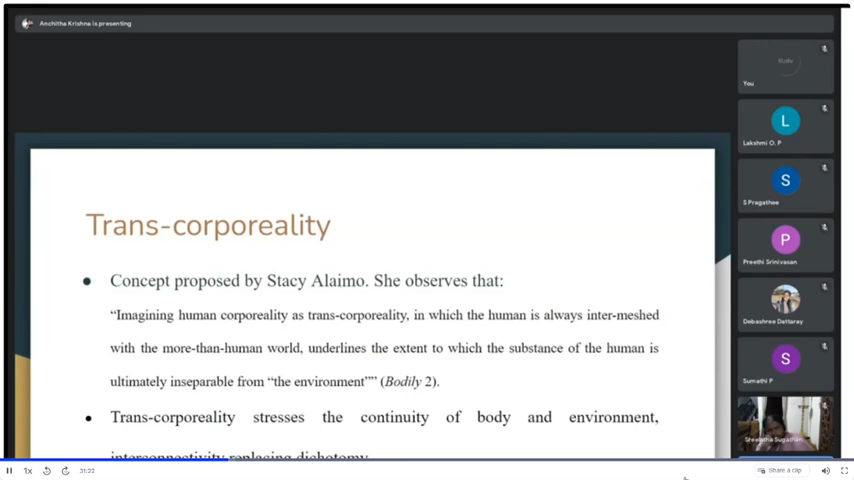 Anchitha Krishna is presenting
You
L
Lakshmi O. P
S
S Pragathee
P
Preethi Srinivasan
Debashree Dattaray
S
Sumathi P
Sreelatha Sugathan
Trans-corporeality
• Concept proposed by Stacy Alaimo. She observes that:
“Imagining human corporeality as trans-corporeality, in which the human is always inter-meshed
with the more-than-human world, underlines the extent to which the substance of the human is
ultimately inseparable from “the environment”” (Bodily 2).
• Trans-corporeality stresses the continuity of body and environment,
interconnectivity replacing dichotomy.
1x
31:22
Share a clip